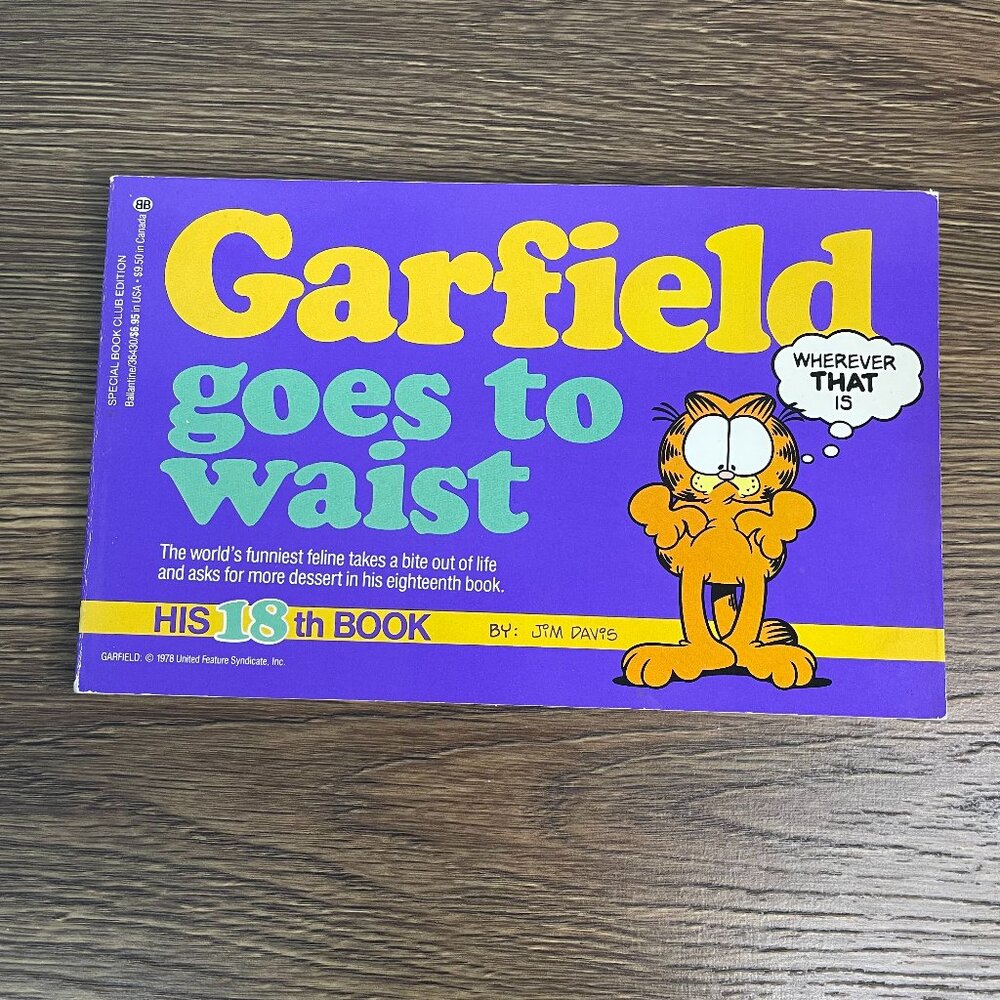 SPECIAL BOOK CLUB EDITION
Ballantine/36430/$6.95 in USA • $9.50 in Canada
BB
Garfield
goes to
waist
WHEREVER
THAT
IS
The world's funniest feline takes a bite out of life
and asks for more dessert in his eighteenth book.
HIS 18th BOOK
BY: JIM DAVIS
GARFIELD: © 1978 United Feature Syndicate, Inc.